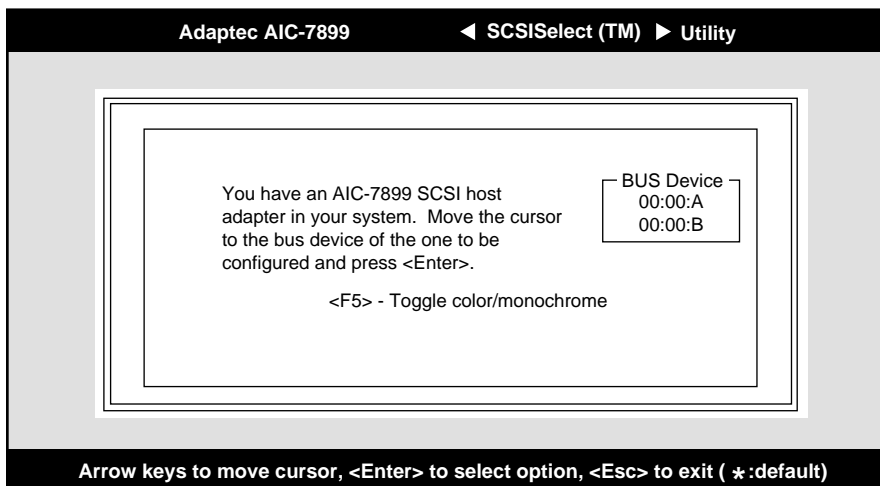 Adaptec AIC-7899 ◀ SCSISelect (TM) ▶ Utility
You have an AIC-7899 SCSI host
adapter in your system. Move the cursor
to the bus device of the one to be
configured and press <Enter>.
BUS Device
00:00:A
00:00:B
<F5> - Toggle color/monochrome
Arrow keys to move cursor, <Enter> to select option, <Esc> to exit ( *:default)